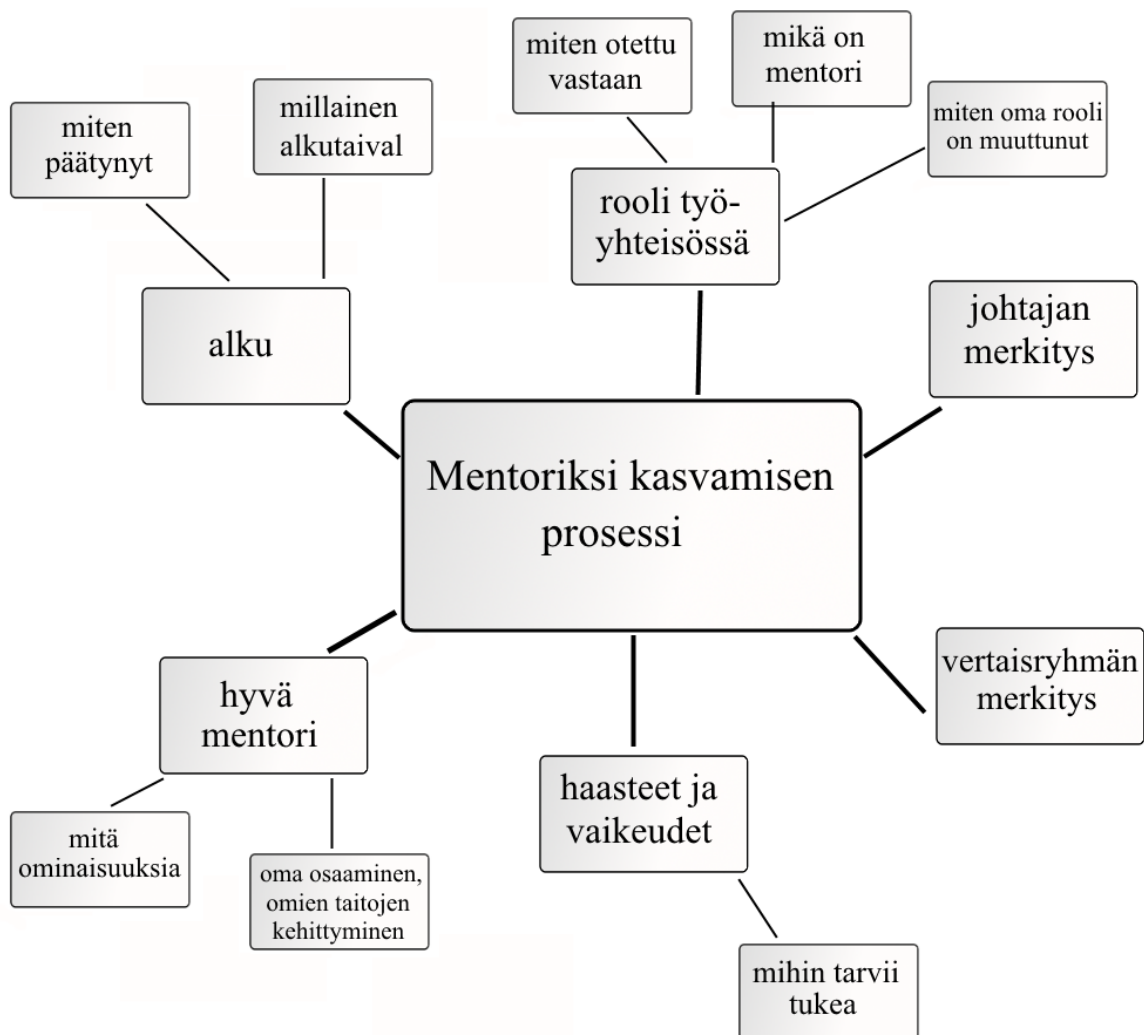 miten otettu
vastaan
mikä on
mentori
millainen
alkutaival
miten
päätynyt
miten oma rooli
on muuttunut
rooli työ-
yhteisössä
alku
johtajan
merkitys
Mentoriksi kasvamisen
prosessi
vertaisryhmän
merkitys
hyvä
mentori
haasteet ja
vaikeudet
mitä
ominaisuuksia
oma osaaminen,
omien taitojen
kehittyminen
mihin tarvii
tukea